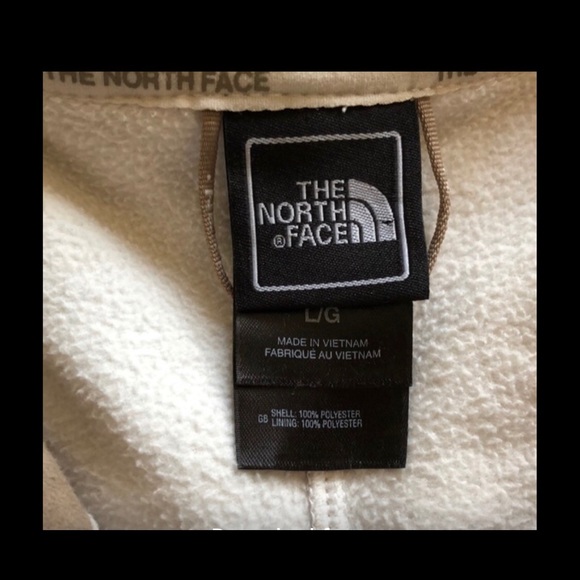 THE NORTH FACE
THE
THE
NORTH
®FACE
L/G
MADE IN VIETNAM
FABRIQUÉ AU VIETNAM
GB SHELL: 100% POLYESTER
LINING: 100% POLYESTER